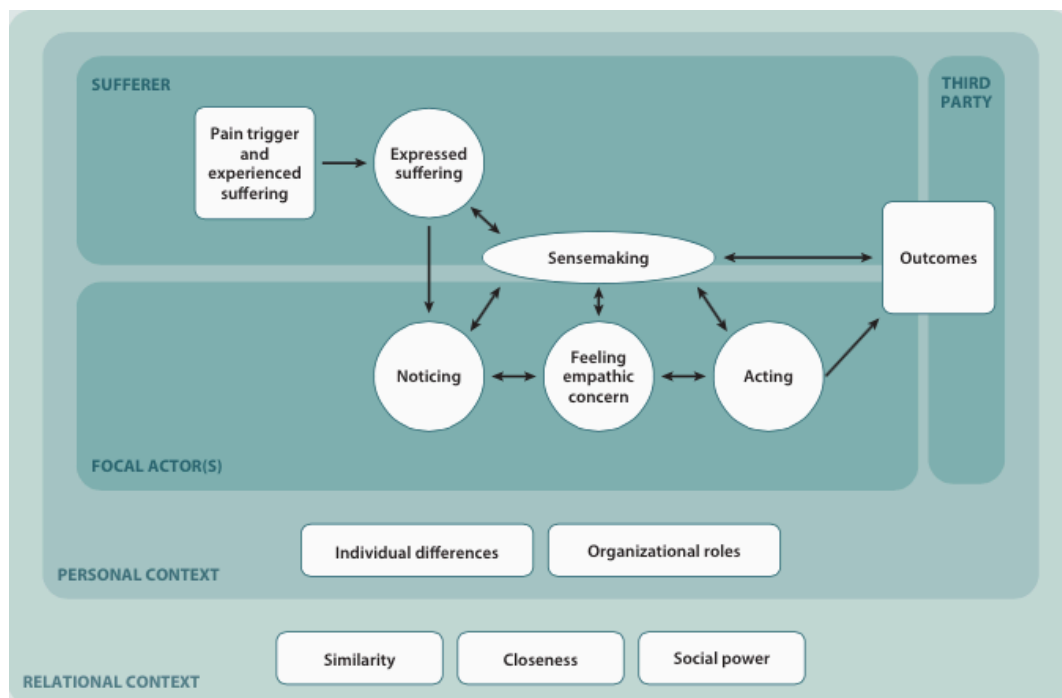 SUFFERER
THIRD
PARTY
Pain trigger
and
experienced
suffering
Expressed
suffering
Sensemaking
Outcomes
Noticing
Feeling
empathic
concern
Acting
FOCAL ACTOR(S)
Individual differences
Organizational roles
PERSONAL CONTEXT
Similarity
Closeness
Social power
RELATIONAL CONTEXT